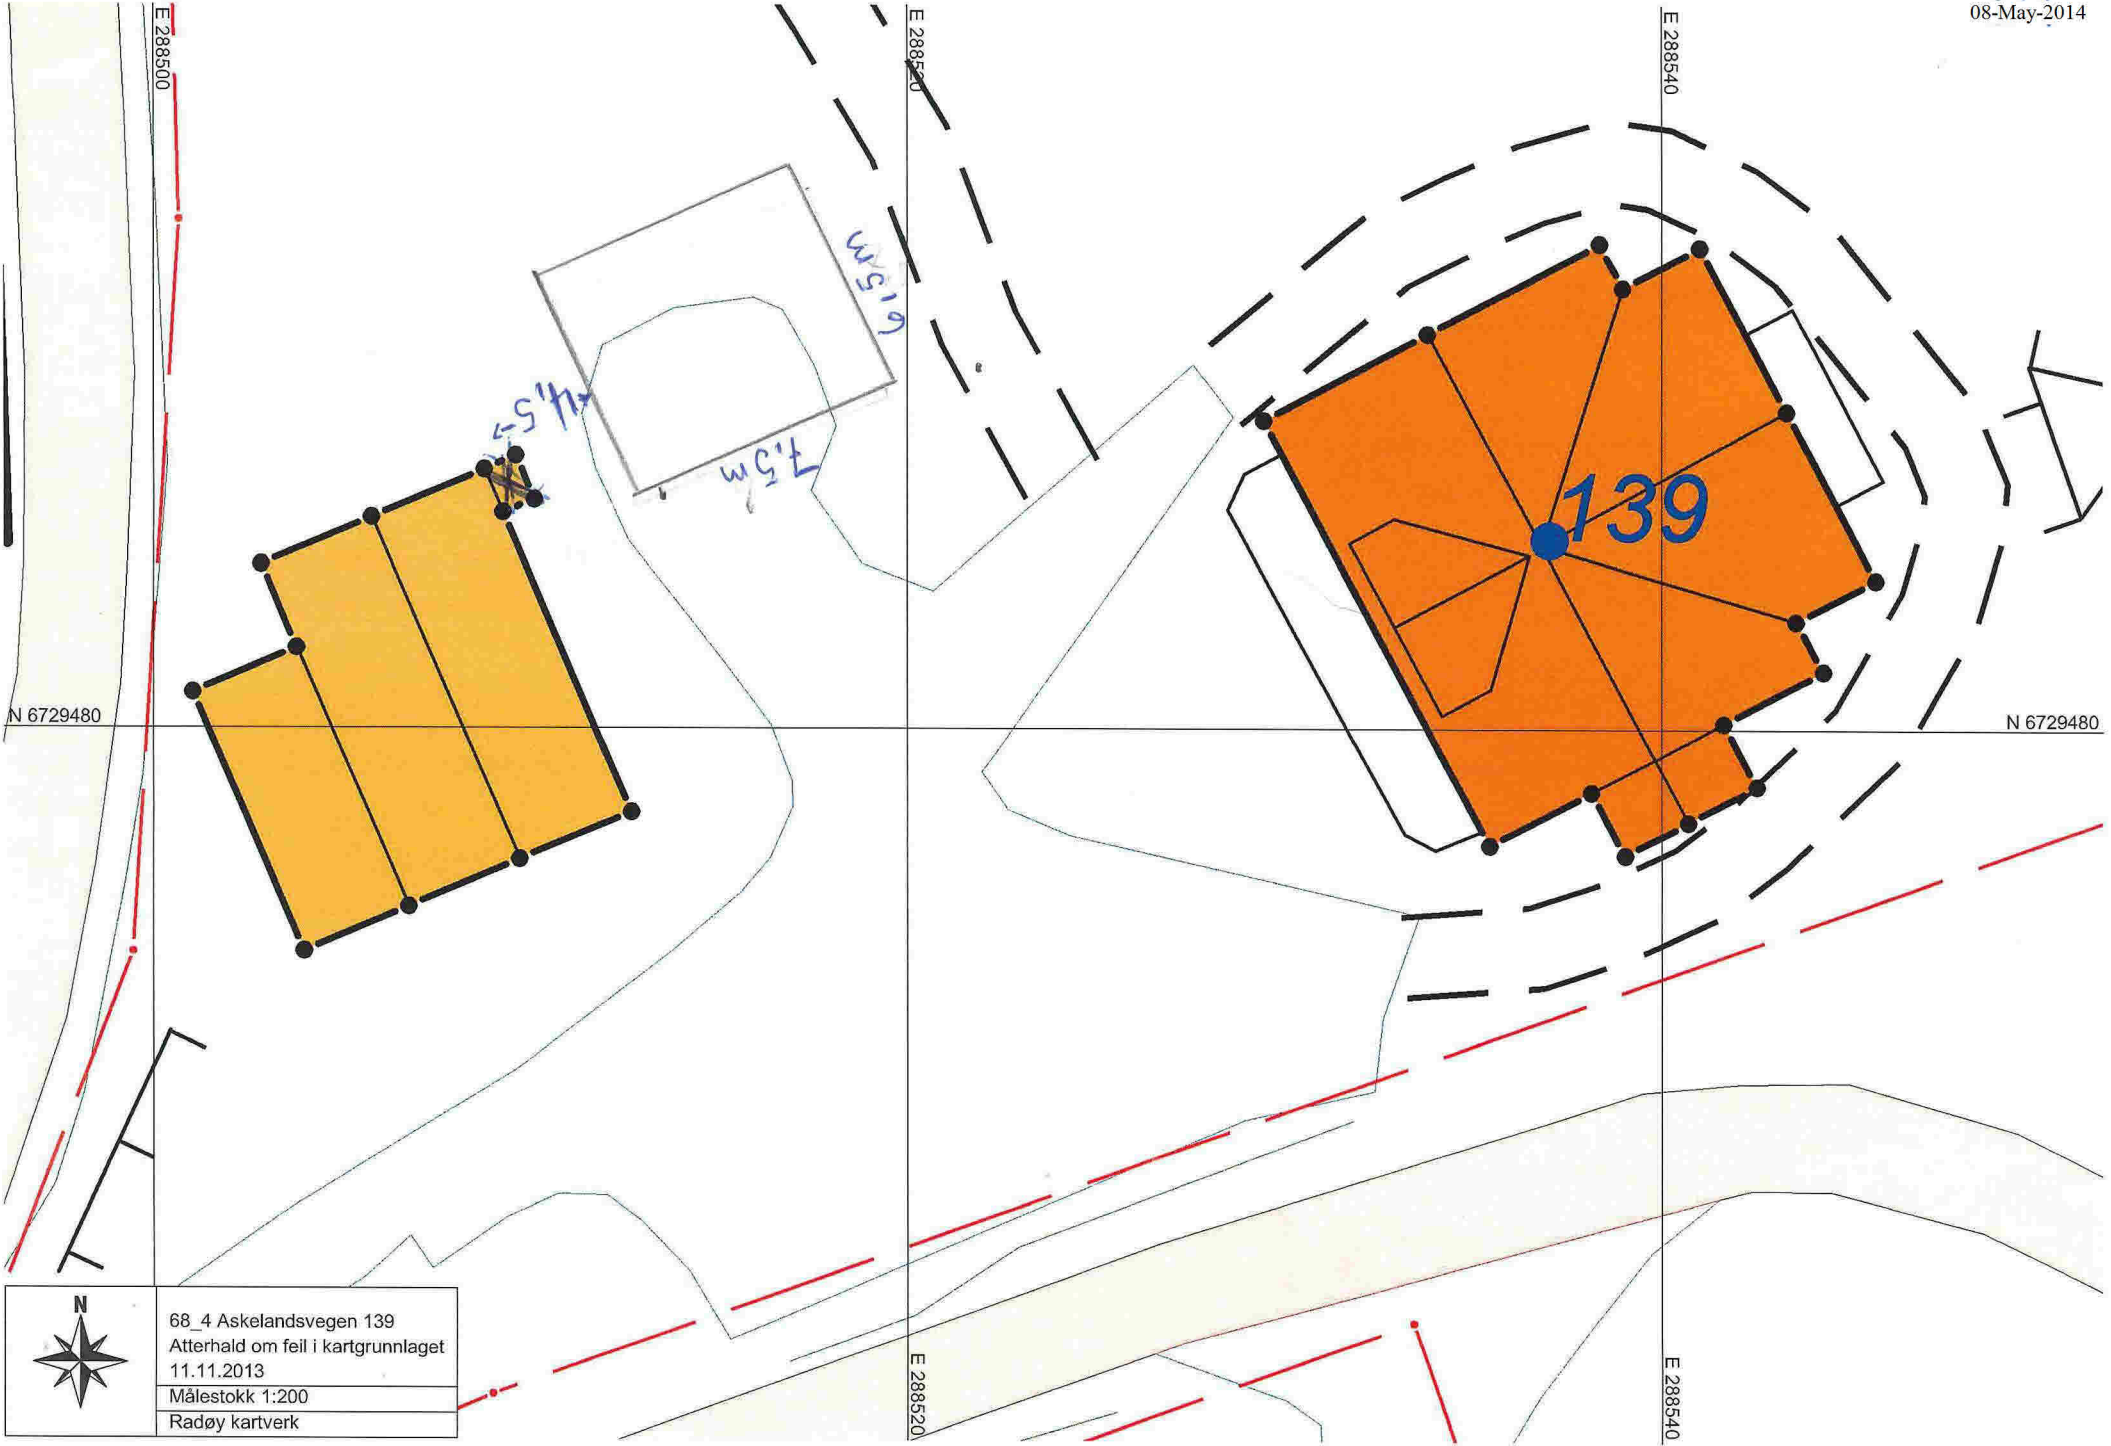 08-May-2014
E 288500
E 288520
E 288540
6,5m
4,5
7,5m
139
N 6729480
N 6729480
N
68_4 Askelandsvegen 139
Atterhald om feil i kartgrunnlaget
11.11.2013
Målestokk 1:200
Radøy kartverk
E 288520
E 288540